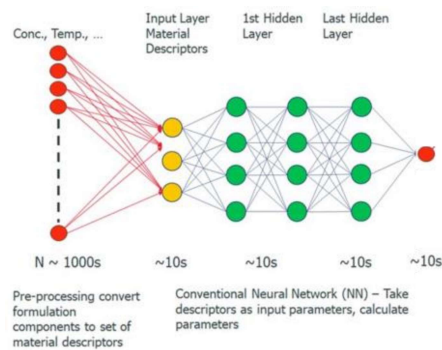 Conc., Temp., ...
Input Layer
Material
Descriptors
1st Hidden
Layer
Last Hidden
Layer
N ~ 1000s
~10s
~10s
~10s
~10s
Pre-processing convert
formulation
components to set of
material descriptors
Conventional Neural Network (NN) – Take
descriptors as input parameters, calculate
parameters